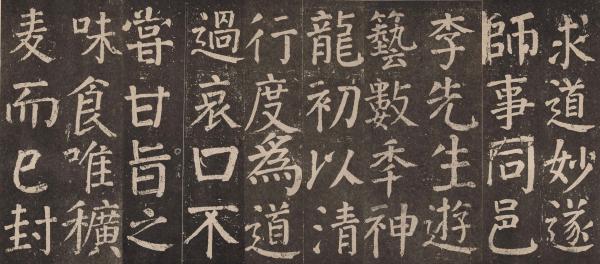 求道妙遂
師事同邑
李先生遊
藝數秊神
龍初以清
行度爲道
過哀口不
嘗甘旨之
味食唯穬
麦而已封